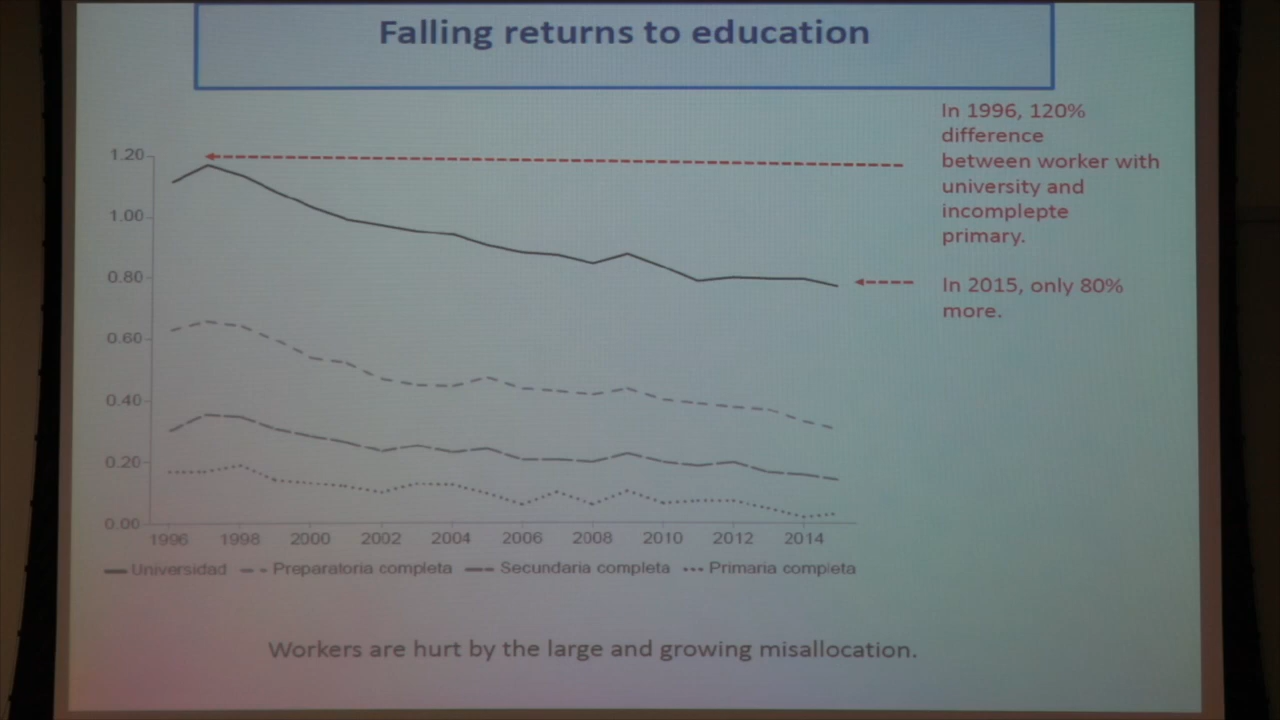 Falling returns to education
In 1996, 120%
difference
between worker with
university and
incomplepte
primary.
In 2015, only 80%
more.
1.20
1.00
0.80
0.60
0.40
0.20
0.00
1996 1998 2000 2002 2004 2006 2008 2010 2012 2014
Universidad Preparatoria completa Secundaria completa Primaria completa
Workers are hurt by the large and growing misallocation.